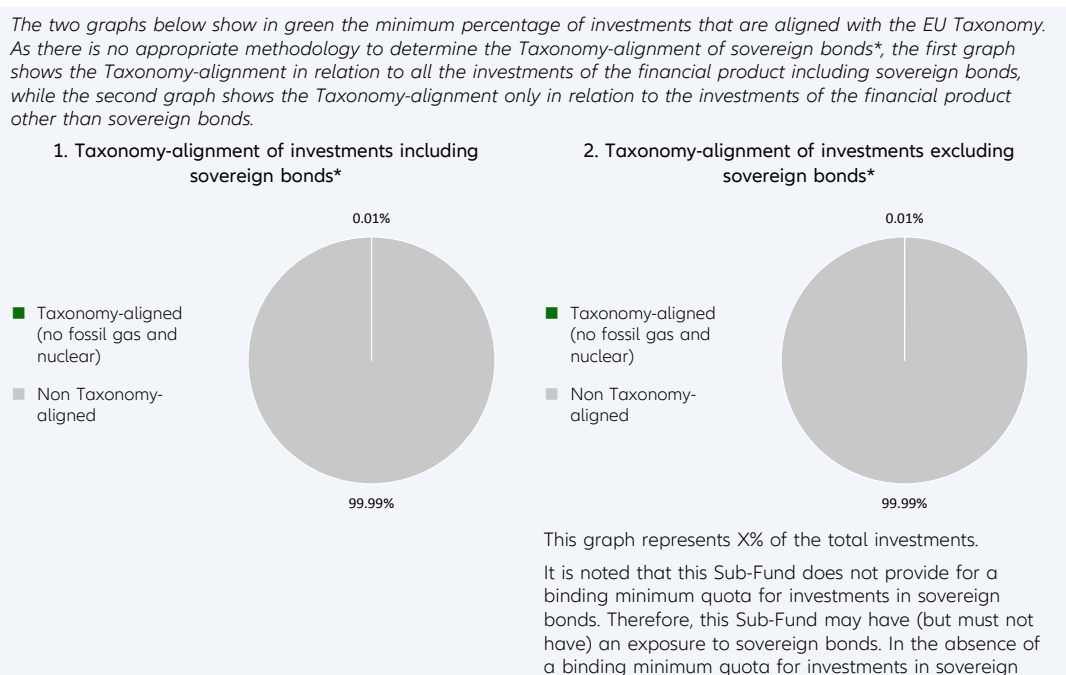 The two graphs below show in green the minimum percentage of investments that are aligned with the EU Taxonomy.
As there is no appropriate methodology to determine the Taxonomy-alignment of sovereign bonds*, the first graph
shows the Taxonomy-alignment in relation to all the investments of the financial product including sovereign bonds,
while the second graph shows the Taxonomy-alignment only in relation to the investments of the financial product
other than sovereign bonds.
1. Taxonomy-alignment of investments including
sovereign bonds*
0.01%
Taxonomy-aligned
(no fossil gas and
nuclear)
Non Taxonomy-
aligned
99.99%
2. Taxonomy-alignment of investments excluding
sovereign bonds*
0.01%
Taxonomy-aligned
(no fossil gas and
nuclear)
Non Taxonomy-
aligned
99.99%
This graph represents X% of the total investments.
It is noted that this Sub-Fund does not provide for a
binding minimum quota for investments in sovereign
bonds. Therefore, this Sub-Fund may have (but must not
have) an exposure to sovereign bonds. In the absence of
a binding minimum quota for investments in sovereign